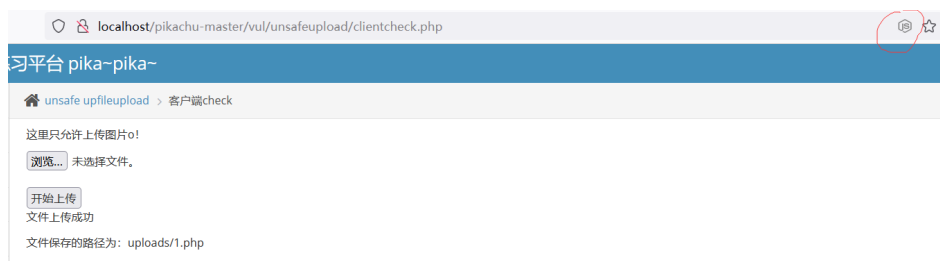 localhost/pikachu-master/vul/unsafeupload/clientcheck.php
习平台 pika~pika~
unsafe upfileupload > 客户端check
这里只允许上传图片o!
浏览... 未选择文件。
开始上传
文件上传成功
文件保存的路径为：uploads/1.php